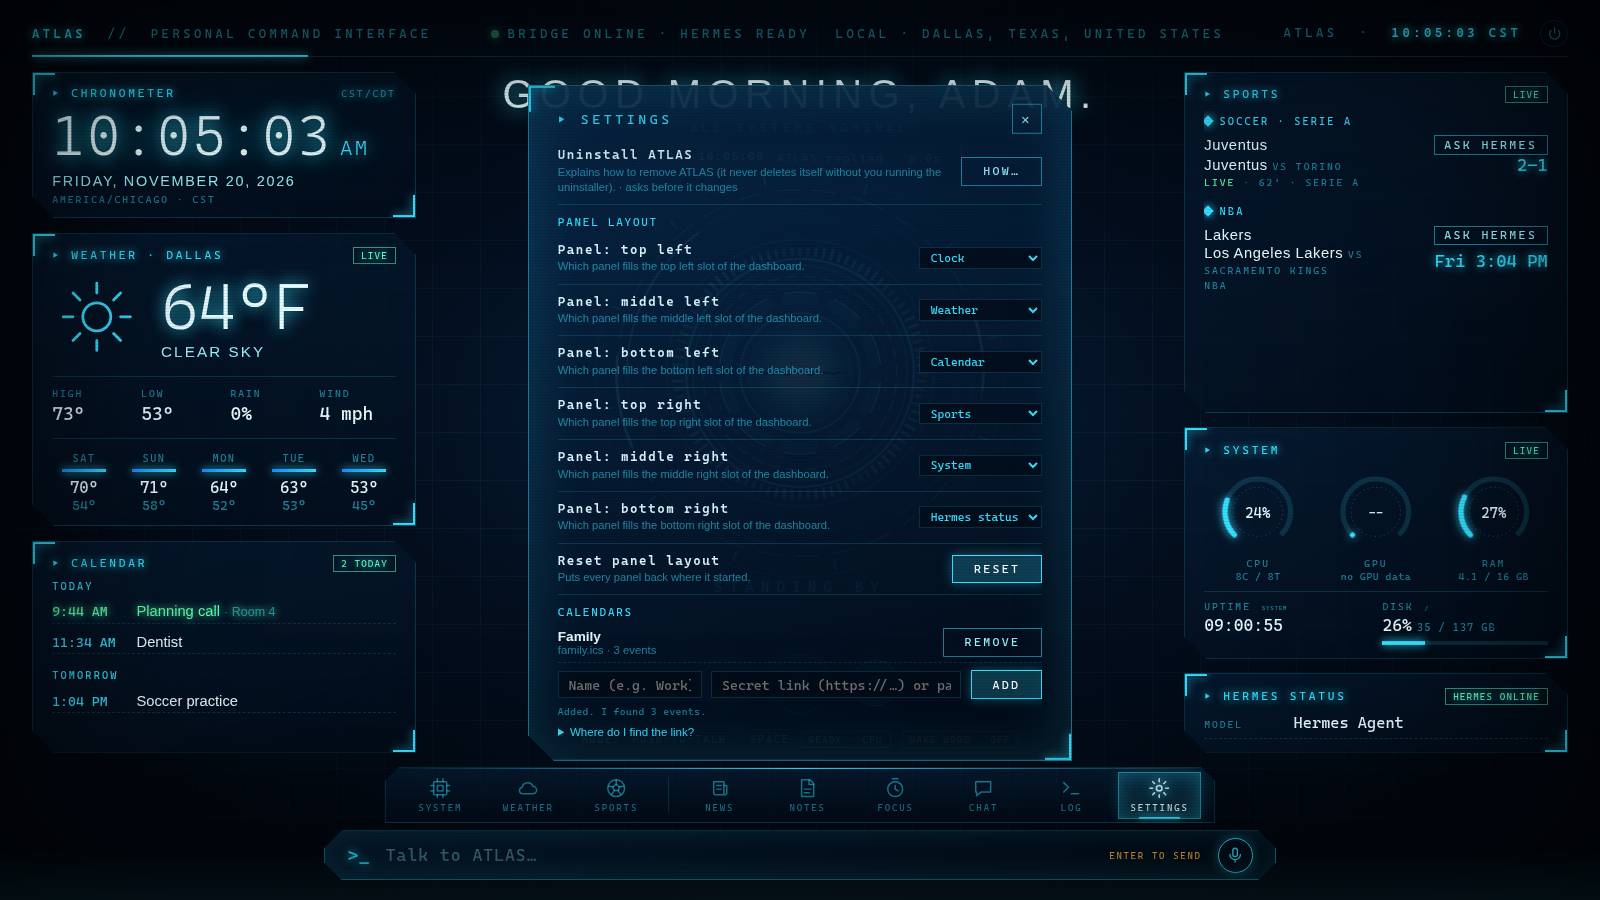 ATLAS // PERSONAL COMMAND INTERFACE
BRIDGE ONLINE · HERMES READY
LOCAL · DALLAS, TEXAS, UNITED STATES
ATLAS · 10:05:03 CST
GOOD MORNING, ADAM.
CHRONOMETER
CST/CDT
10:05:03 AM
FRIDAY, NOVEMBER 20, 2026
AMERICA/CHICAGO · CST
WEATHER · DALLAS
LIVE
64°F
CLEAR SKY
HIGH LOW RAIN WIND
73° 53° 0% 4 mph
SAT SUN MON TUE WED
70° 71° 64° 63° 53°
54° 58° 52° 53° 45°
CALENDAR
2 TODAY
TODAY
9:44 AM Planning call · Room 4
11:34 AM Dentist
TOMORROW
1:04 PM Soccer practice
SETTINGS
×
Uninstall ATLAS
Explains how to remove ATLAS (it never deletes itself without you running the
uninstaller). · asks before it changes
HOW…
PANEL LAYOUT
Panel: top left
Which panel fills the top left slot of the dashboard.
Clock
Panel: middle left
Which panel fills the middle left slot of the dashboard.
Weather
Panel: bottom left
Which panel fills the bottom left slot of the dashboard.
Calendar
Panel: top right
Which panel fills the top right slot of the dashboard.
Sports
Panel: middle right
Which panel fills the middle right slot of the dashboard.
System
Panel: bottom right
Which panel fills the bottom right slot of the dashboard.
Hermes status
Reset panel layout
Puts every panel back where it started.
RESET
STANDING BY
CALENDARS
Family
family.ics · 3 events
REMOVE
Name (e.g. Work)
Secret link (https://…) or pa
ADD
Added. I found 3 events.
Where do I find the link?
SPORTS
LIVE
SOCCER · SERIE A
Juventus
ASK HERMES
Juventus VS TORINO
2–1
LIVE · 62' · SERIE A
NBA
Lakers
ASK HERMES
Los Angeles Lakers VS
SACRAMENTO KINGS
Fri 3:04 PM
NBA
SYSTEM
LIVE
24% -- 27%
CPU GPU RAM
8C / 8T no GPU data 4.1 / 16 GB
UPTIME SYSTEM DISK /
09:00:55 26% 35 / 137 GB
HERMES STATUS
HERMES ONLINE
MODEL Hermes Agent
SYSTEM WEATHER SPORTS NEWS NOTES FOCUS CHAT LOG SETTINGS
>_ Talk to ATLAS…
ENTER TO SEND